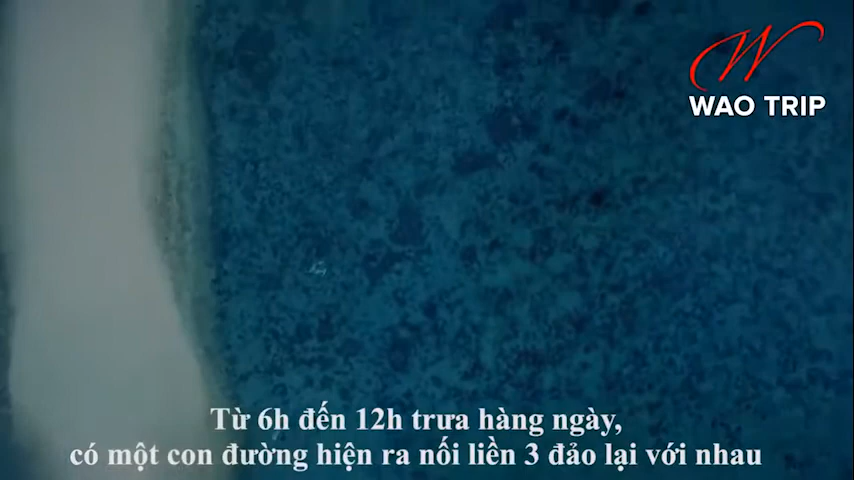 W
WAO TRIP
Từ 6h đến 12h trưa hàng ngày,
có một con đường hiện ra nối liền 3 đảo lại với nhau